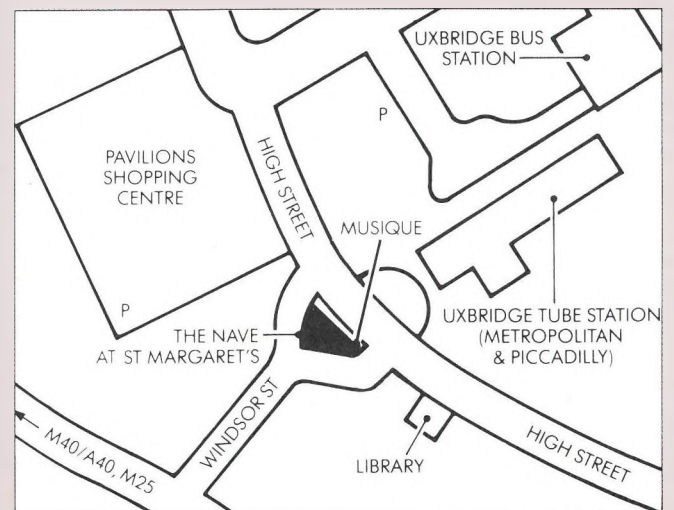 UXBRIDGE BUS
STATION
P
PAVILIONS
SHOPPING
CENTRE
HIGH STREET
MUSIQUE
P
UXBRIDGE TUBE STATION
(METROPOLITAN
& PICCADILLY)
THE NAVE
AT ST MARGARET'S
WINDSOR ST
M40/A40, M25
LIBRARY
HIGH STREET